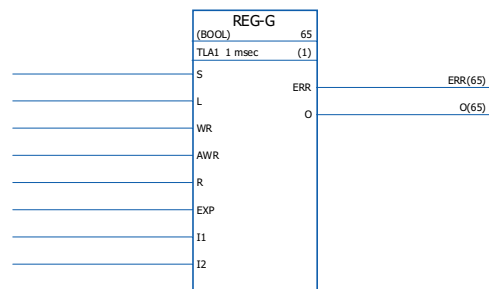 REG-G
(BOOL) 65
TLA1 1 msec (1)
S
ERR ERR(65)
L
O O(65)
WR
AWR
R
EXP
I1
I2